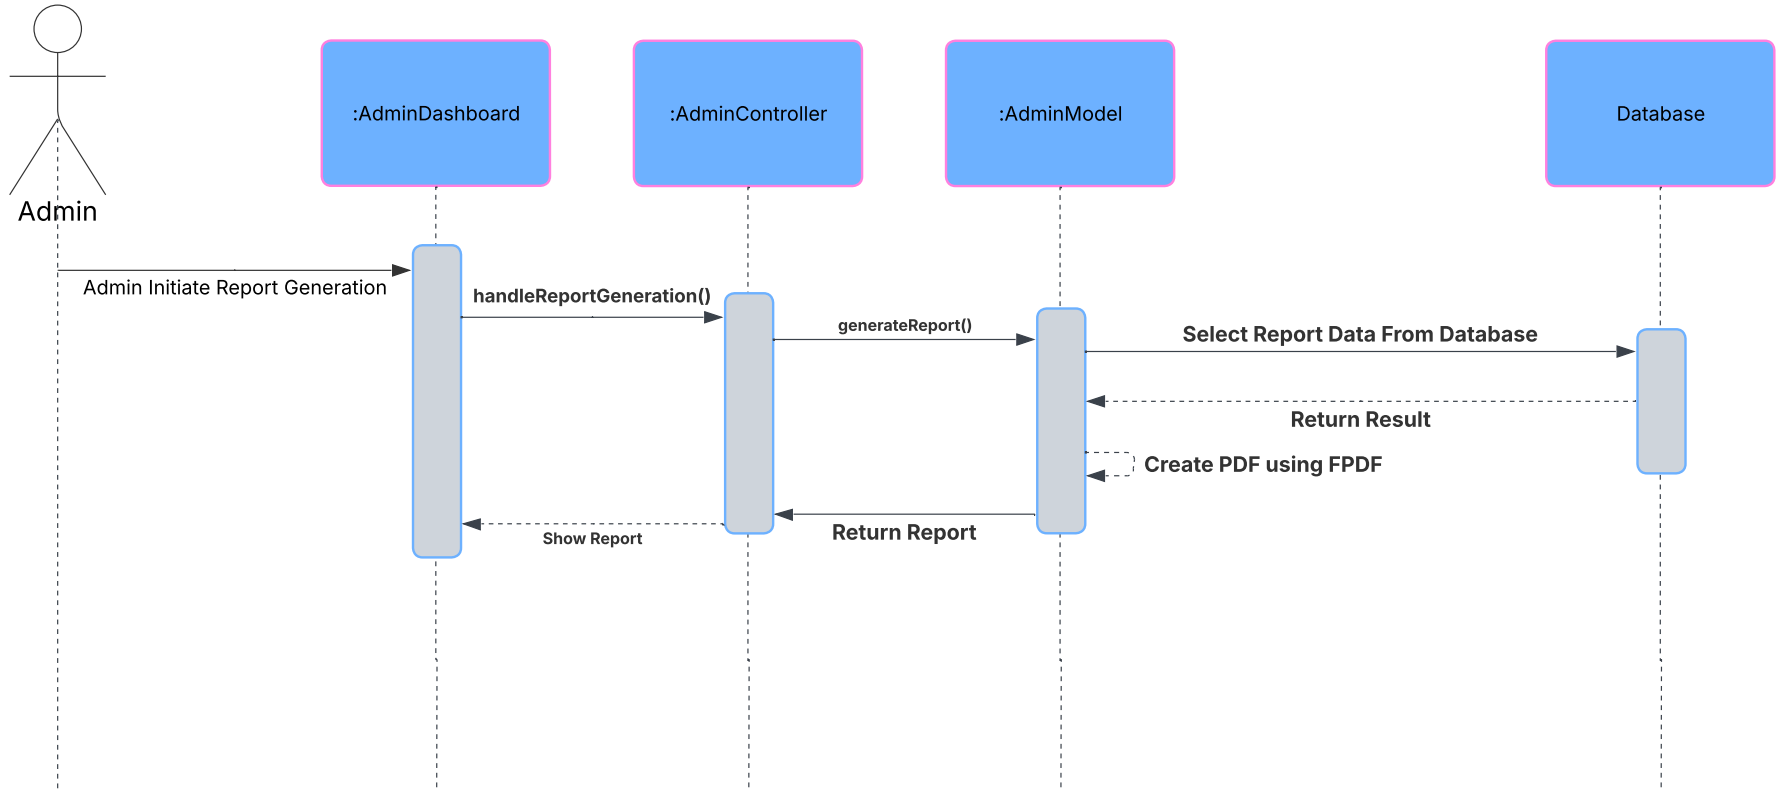 :AdminDashboard
:AdminController
:AdminModel
Database
Admin
Admin Initiate Report Generation
handleReportGeneration()
generateReport()
Select Report Data From Database
Return Result
Create PDF using FPDF
Return Report
Show Report